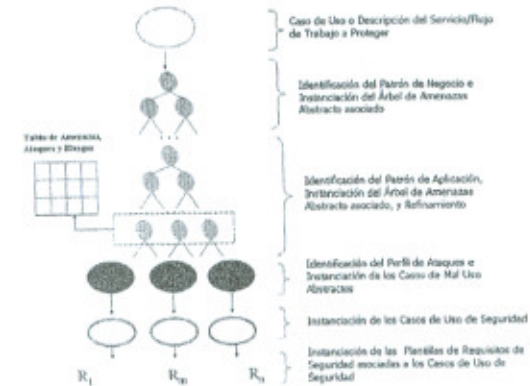 Caso de Uso o Descripción del Servicio/Flujo
de Trabajo a Proteger
Identificación del Patrón de Negocio e
Instanciación del Árbol de Amenazas
Abstracto asociado
Tabla de Amenazas,
Ataques y Riesgos
Identificación del Patrón de Aplicación,
Instanciación del Árbol de Amenazas
Abstracto asociado, y Refinamiento
Identificación del Perfil de Ataques e
Instanciación de los Casos de Mal Uso
Abstractos
Instanciación de los Casos de Uso de Seguridad
Instanciación de las Plantillas de Requisitos de
Seguridad asociadas a los Casos de Uso de
Seguridad
R1 Rm Rn